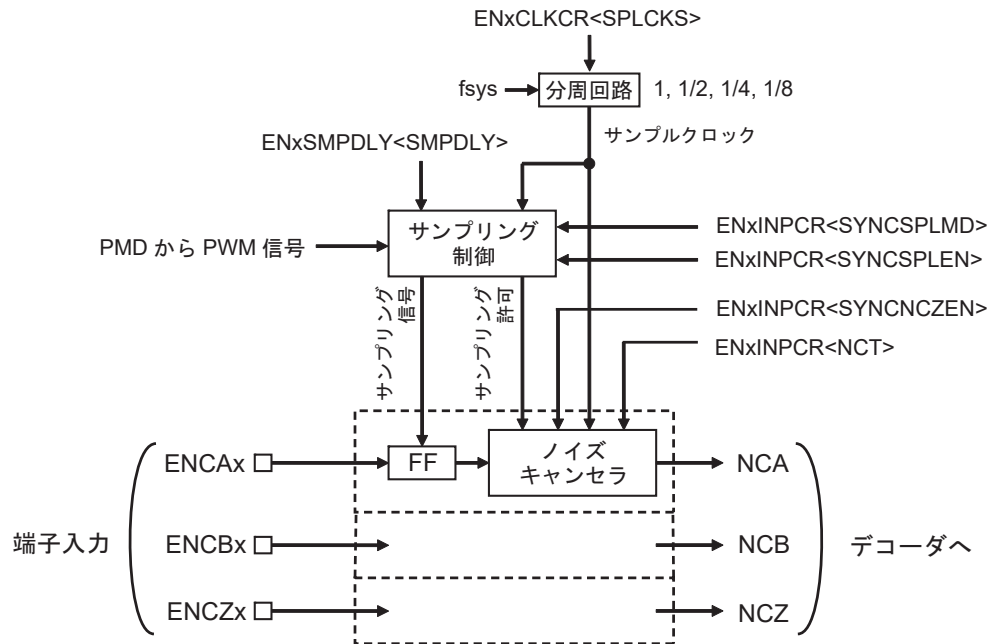 ENxCLKCR<SPLCKS>
fsys
分周回路
1, 1/2, 1/4, 1/8
サンプルクロック
ENxSMPDLY<SMPDLY>
PMD から PWM 信号
サンプリング
制御
ENxINPCR<SYNCSPLMD>
ENxINPCR<SYNCSPLEN>
サンプリング
信号
サンプリング
許可
ENxINPCR<SYNCNCZEN>
ENxINPCR<NCT>
端子入力
ENCAx
FF
ノイズ
キャンセラ
NCA
ENCBx
NCB
ENCZx
NCZ
デコーダへ